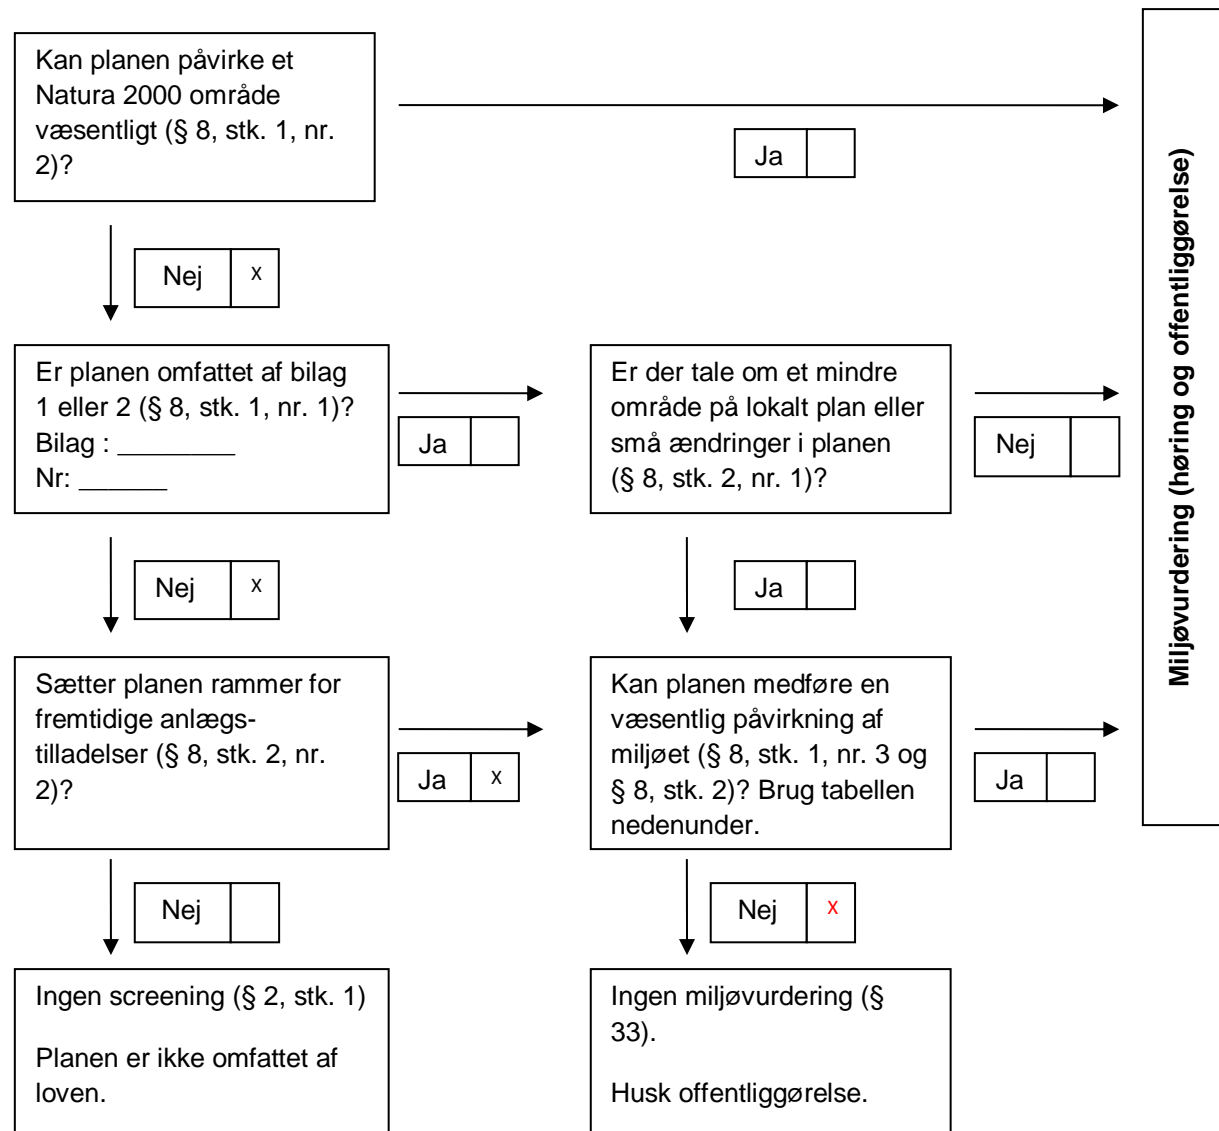 Kan planen påvirke et
Natura 2000 område
væsentligt (§ 8, stk. 1, nr.
2)?
Ja
Nej x
Er planen omfattet af bilag
1 eller 2 (§ 8, stk. 1, nr. 1)?
Bilag : ________
Nr: ______
Ja
Er der tale om et mindre
område på lokalt plan eller
små ændringer i planen
(§ 8, stk. 2, nr. 1)?
Nej
Nej x
Ja
Sætter planen rammer for
fremtidige anlægs-
tilladelser (§ 8, stk. 2, nr.
2)?
Ja x
Kan planen medføre en
væsentlig påvirkning af
miljøet (§ 8, stk. 1, nr. 3 og
§ 8, stk. 2)? Brug tabellen
nedenunder.
Ja
Nej
Nej x
Ingen screening (§ 2, stk. 1)
Planen er ikke omfattet af
loven.
Ingen miljøvurdering (§
33).
Husk offentliggørelse.
Miljøvurdering (høring og offentliggørelse)